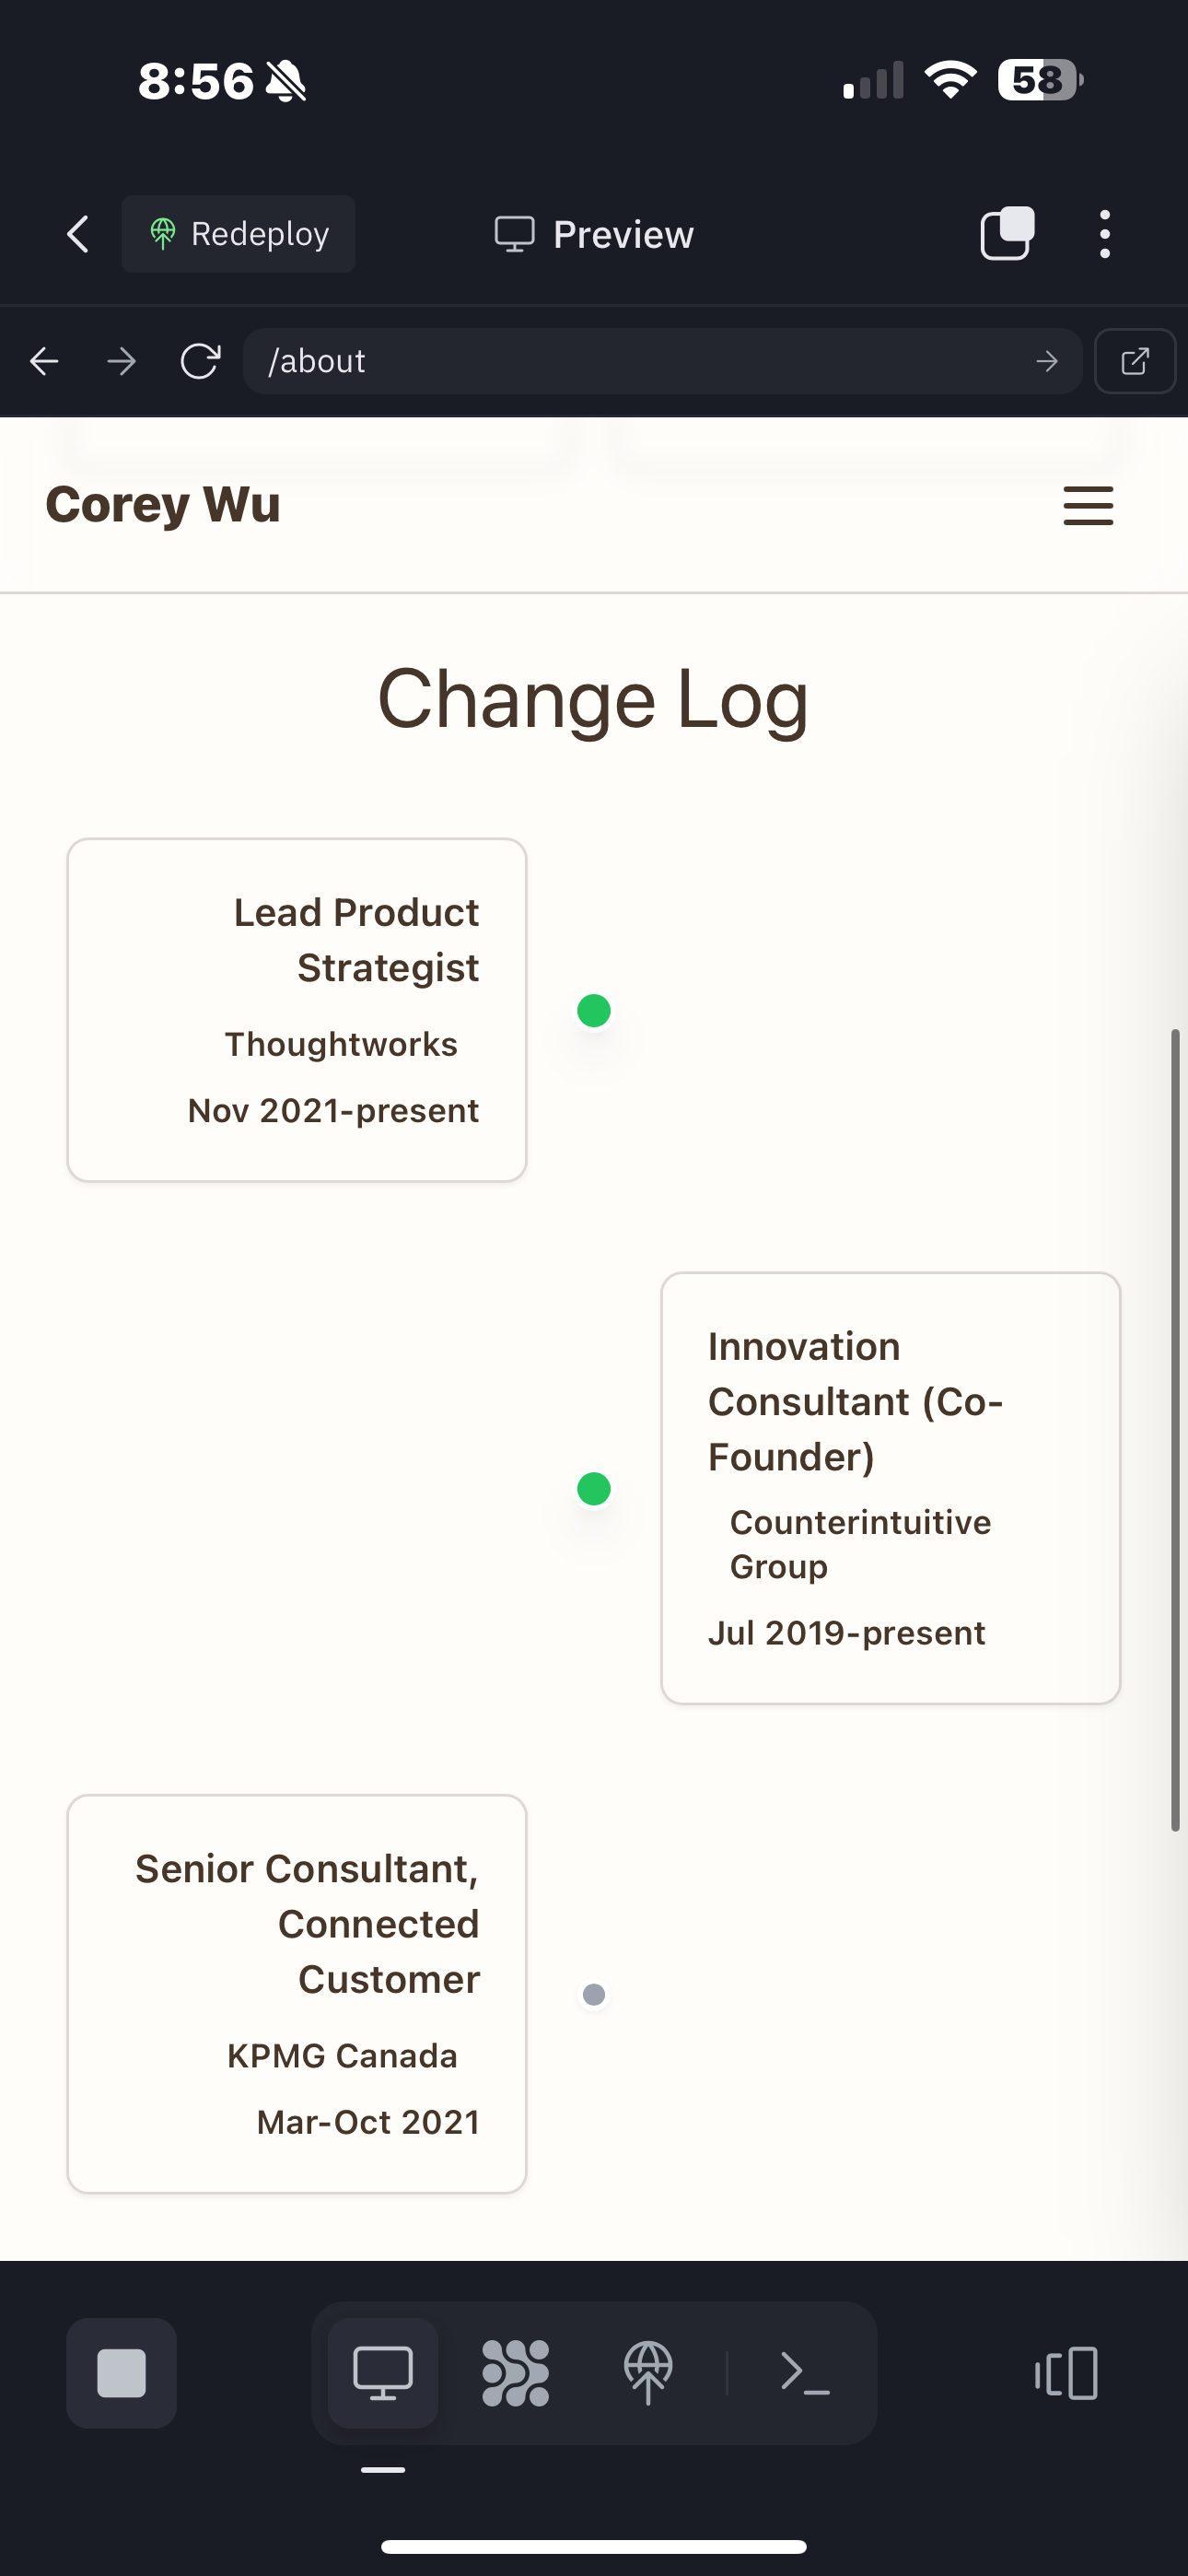 8:56
58
Redeploy
Preview
/about
Corey Wu
Change Log
Lead Product
Strategist
Thoughtworks
Nov 2021-present
Innovation
Consultant (Co-
Founder)
Counterintuitive
Group
Jul 2019-present
Senior Consultant,
Connected
Customer
KPMG Canada
Mar-Oct 2021